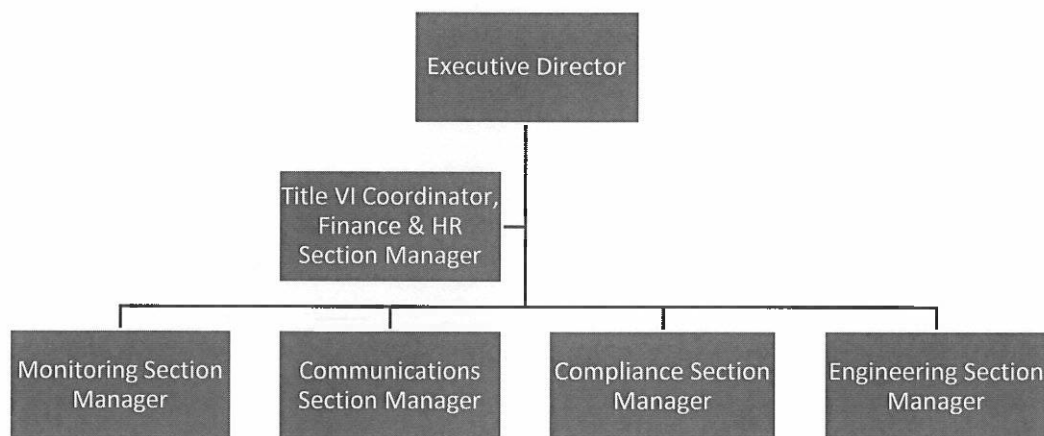 Executive Director
Title VI Coordinator,
Finance & HR
Section Manager
Monitoring Section
Manager
Communications
Section Manager
Compliance Section
Manager
Engineering Section
Manager